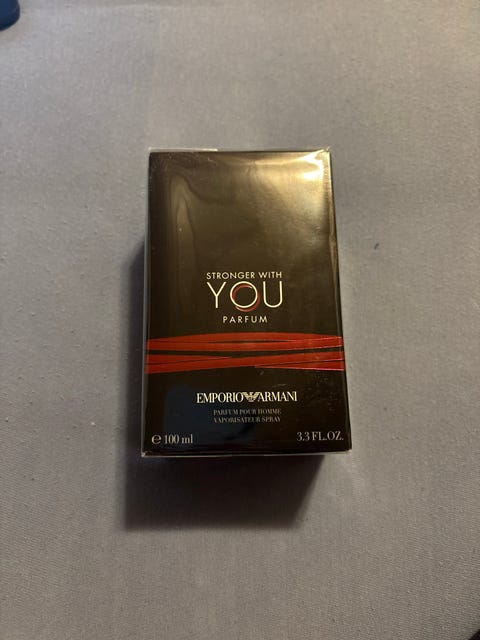 STRONGER WITH
YOU
PARFUM
EMPORIO ARMANI
PARFUM POUR HOMME
VAPORISATEUR SPRAY
℮ 100 ml 3.3 FL.OZ.